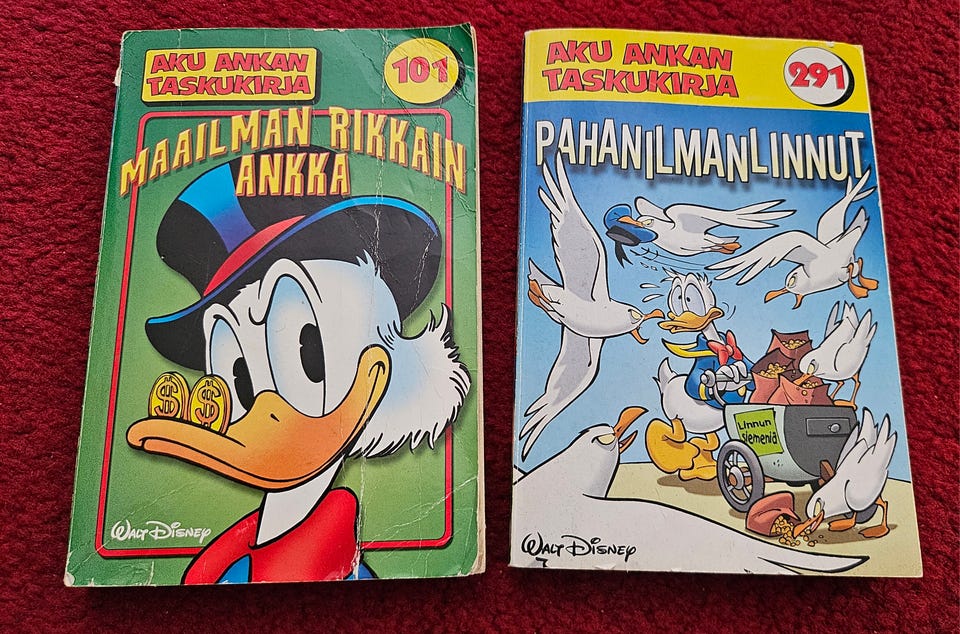 AKU ANKAN
TASKUKIRJA
101
MAAILMAN RIKKAIN
ANKKA
$ $
WALT DISNEY
AKU ANKAN
TASKUKIRJA
291
PAHANILMANLINNUT
Linnun
siemeniä
WALT DISNEY